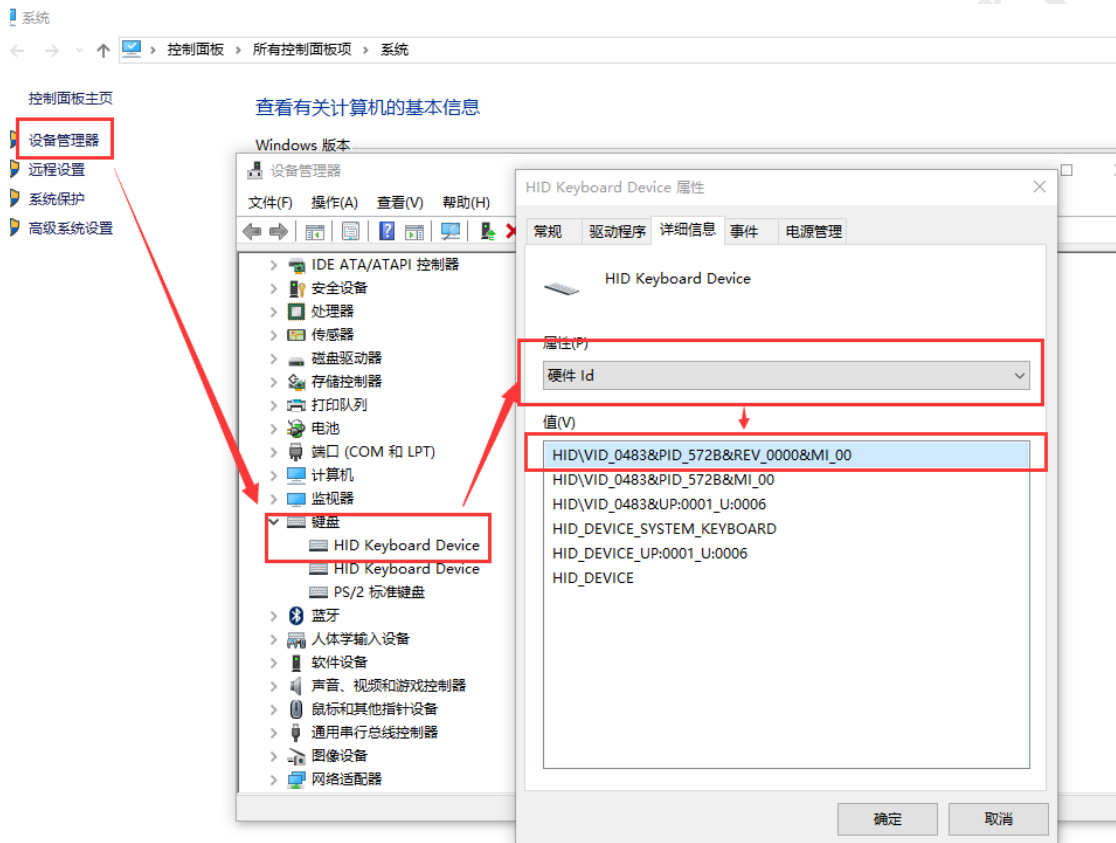 系统
控制面板 › 所有控制面板项 › 系统
控制面板主页
设备管理器
远程设置
系统保护
高级系统设置
查看有关计算机的基本信息
Windows 版本
设备管理器
文件(F) 操作(A) 查看(V) 帮助(H)
IDE ATA/ATAPI 控制器
安全设备
处理器
传感器
磁盘驱动器
存储控制器
打印队列
电池
端口 (COM 和 LPT)
计算机
监视器
键盘
HID Keyboard Device
HID Keyboard Device
PS/2 标准键盘
蓝牙
人体学输入设备
软件设备
声音、视频和游戏控制器
鼠标和其他指针设备
通用串行总线控制器
图像设备
网络适配器
HID Keyboard Device 属性
常规 驱动程序 详细信息 事件 电源管理
HID Keyboard Device
属性(P)
硬件 Id
值(V)
HID\VID_0483&PID_572B&REV_0000&MI_00
HID\VID_0483&PID_572B&MI_00
HID\VID_0483&UP:0001_U:0006
HID_DEVICE_SYSTEM_KEYBOARD
HID_DEVICE_UP:0001_U:0006
HID_DEVICE
确定 取消